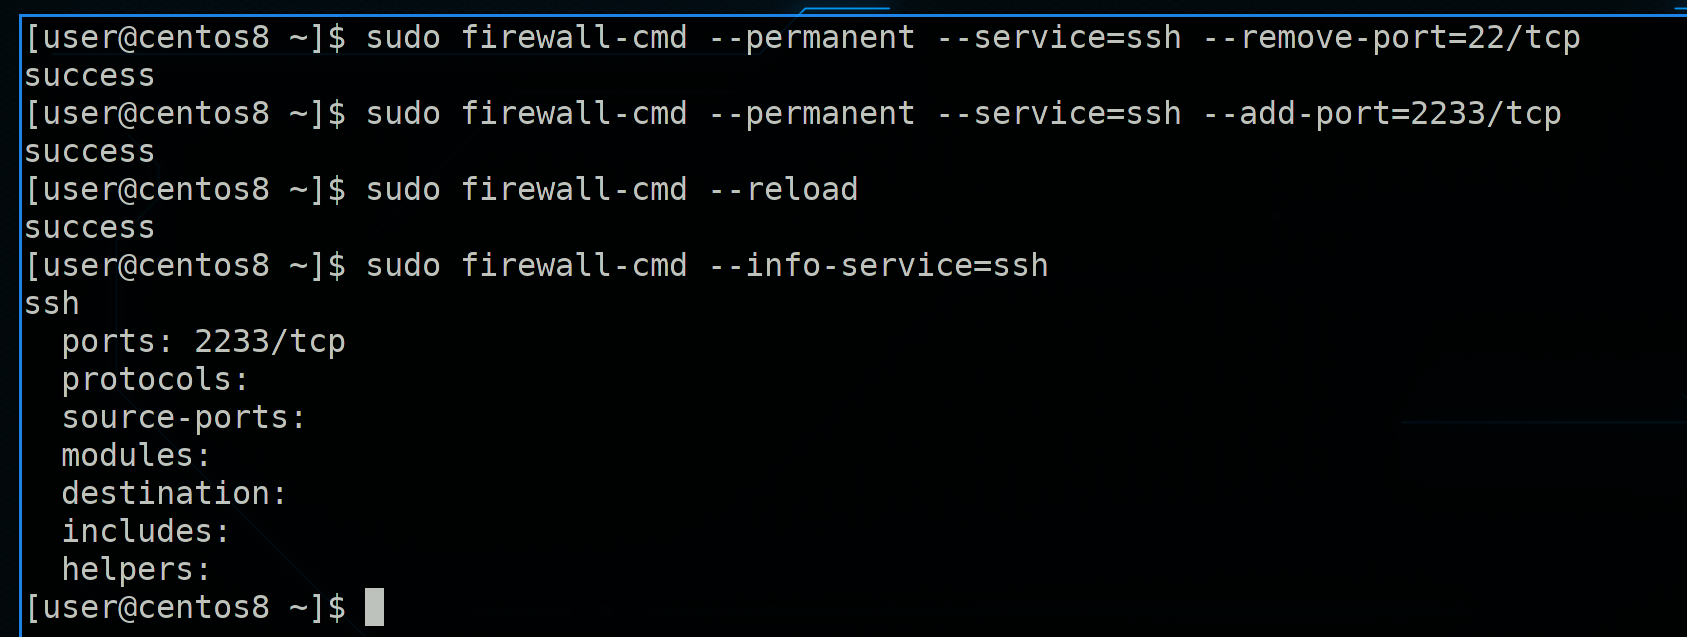 [user@centos8 ~]$ sudo firewall-cmd --permanent --service=ssh --remove-port=22/tcp
success
[user@centos8 ~]$ sudo firewall-cmd --permanent --service=ssh --add-port=2233/tcp
success
[user@centos8 ~]$ sudo firewall-cmd --reload
success
[user@centos8 ~]$ sudo firewall-cmd --info-service=ssh
ssh
  ports: 2233/tcp
  protocols:
  source-ports:
  modules:
  destination:
  includes:
  helpers:
[user@centos8 ~]$